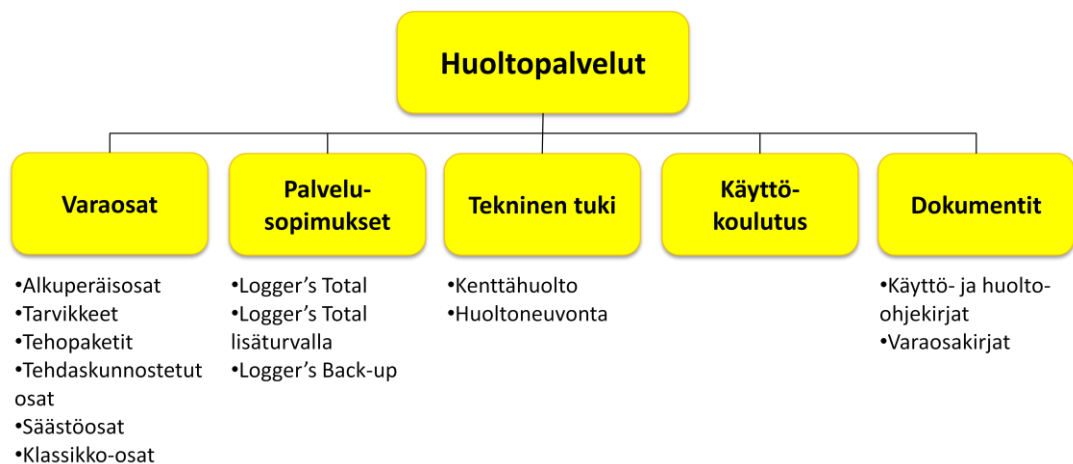 Huoltopalvelut
Varaosat
•Alkuperäisosat
•Tarvikkeet
•Tehopaketit
•Tehdaskunnostetut
osat
•Säästöosat
•Klassikko-osat
Palvelu-
sopimukset
•Logger’s Total
•Logger’s Total
lisäturvalla
•Logger’s Back-up
Tekninen tuki
•Kenttähuolto
•Huoltoneuvonta
Käyttö-
koulutus
Dokumentit
•Käyttö- ja huolto-
ohjekirjat
•Varaosakirjat